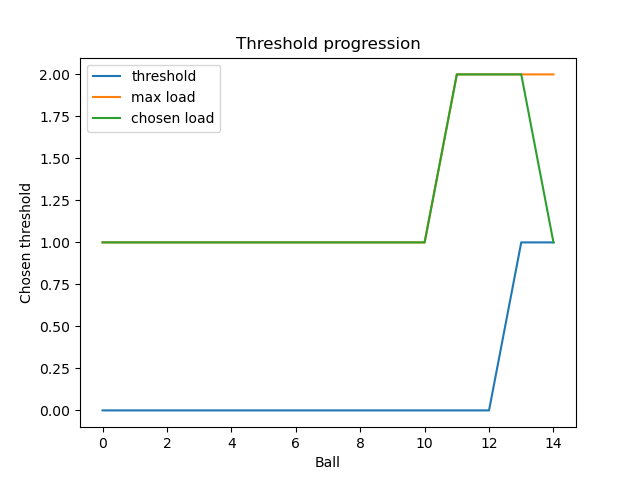 Threshold progression
threshold
max load
chosen load
2.00
1.75
1.50
1.25
1.00
0.75
0.50
0.25
0.00
Chosen threshold
0 2 4 6 8 10 12 14
Ball